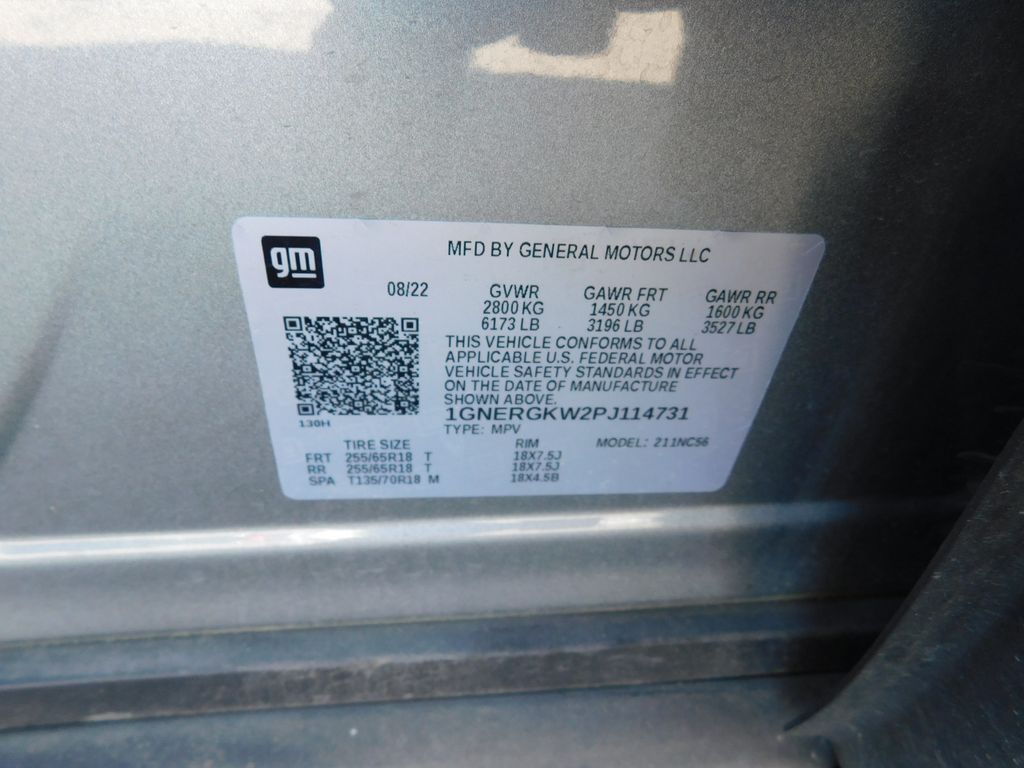 gm
MFD BY GENERAL MOTORS LLC
08/22
GVWR GAWR FRT GAWR RR
2800 KG 1450 KG 1600 KG
6173 LB 3196 LB 3527 LB
THIS VEHICLE CONFORMS TO ALL
APPLICABLE U.S. FEDERAL MOTOR
VEHICLE SAFETY STANDARDS IN EFFECT
ON THE DATE OF MANUFACTURE
SHOWN ABOVE.
1GNERGKW2PJ114731
130H
TYPE: MPV MODEL: 211NC56
TIRE SIZE RIM
FRT 255/65R18 T 18X7.5J
RR 255/65R18 T 18X7.5J
SPA T135/70R18 M 18X4.5B